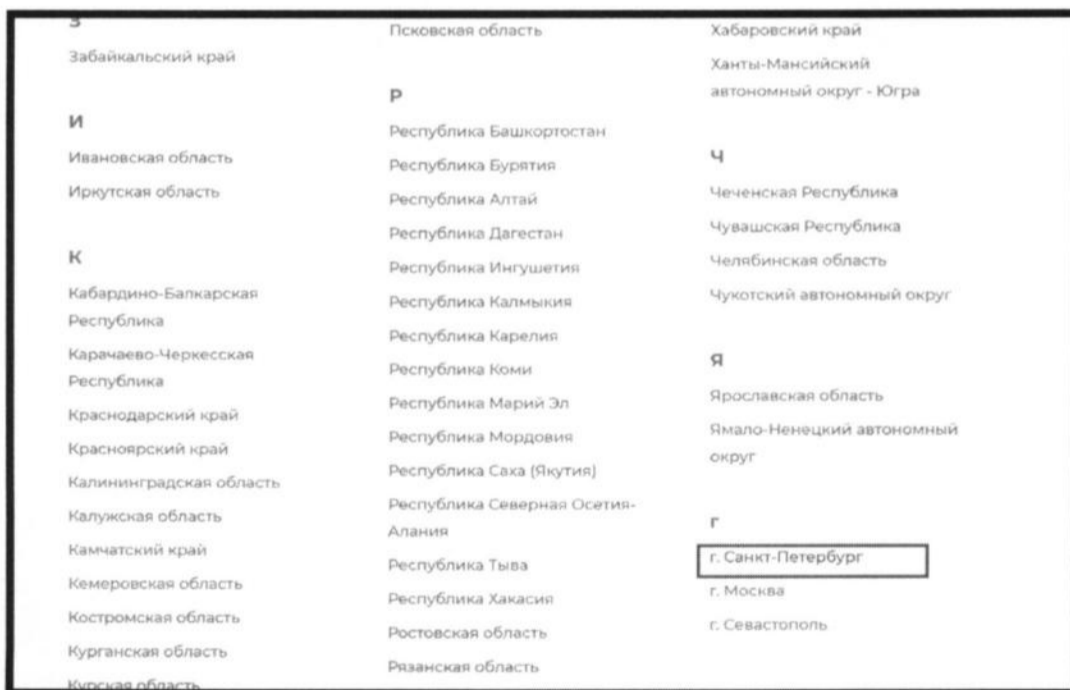 З
Забайкальский край
И
Ивановская область
Иркутская область
К
Кабардино-Балкарская
Республика
Карачаево-Черкесская
Республика
Краснодарский край
Красноярский край
Калининградская область
Калужская область
Камчатский край
Кемеровская область
Костромская область
Курганская область
Курская область
Псковская область
Р
Республика Башкортостан
Республика Бурятия
Республика Алтай
Республика Дагестан
Республика Ингушетия
Республика Калмыкия
Республика Карелия
Республика Коми
Республика Марий Эл
Республика Мордовия
Республика Саха (Якутия)
Республика Северная Осетия-
Алания
Республика Тыва
Республика Хакасия
Ростовская область
Рязанская область
Хабаровский край
Ханты-Мансийский
автономный округ - Югра
Ч
Чеченская Республика
Чувашская Республика
Челябинская область
Чукотский автономный округ
Я
Ярославская область
Ямало-Ненецкий автономный
округ
г
г. Санкт-Петербург
г. Москва
г. Севастополь